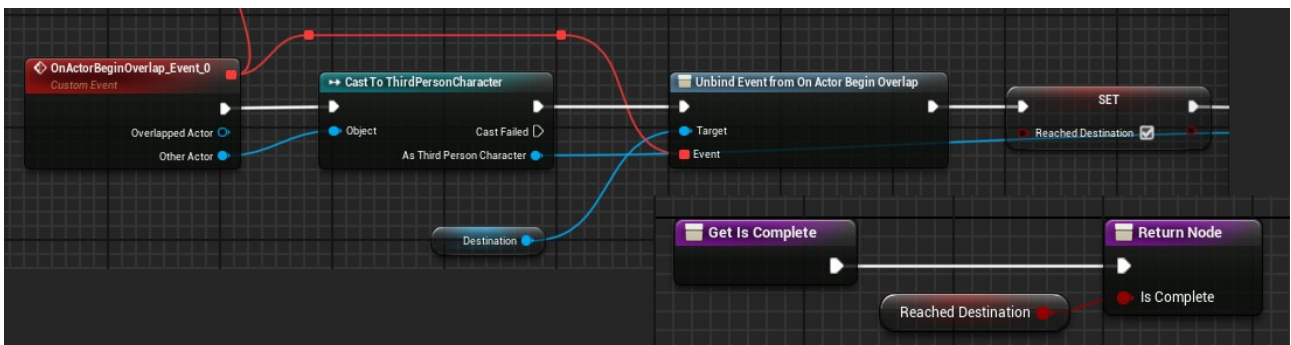 OnActorBeginOverlap_Event_0
Custom Event
Overlapped Actor
Other Actor
Cast To ThirdPersonCharacter
Object
Cast Failed
As Third Person Character
Unbind Event from On Actor Begin Overlap
Target
Event
SET
Reached Destination
Destination
Get Is Complete
Return Node
Is Complete
Reached Destination